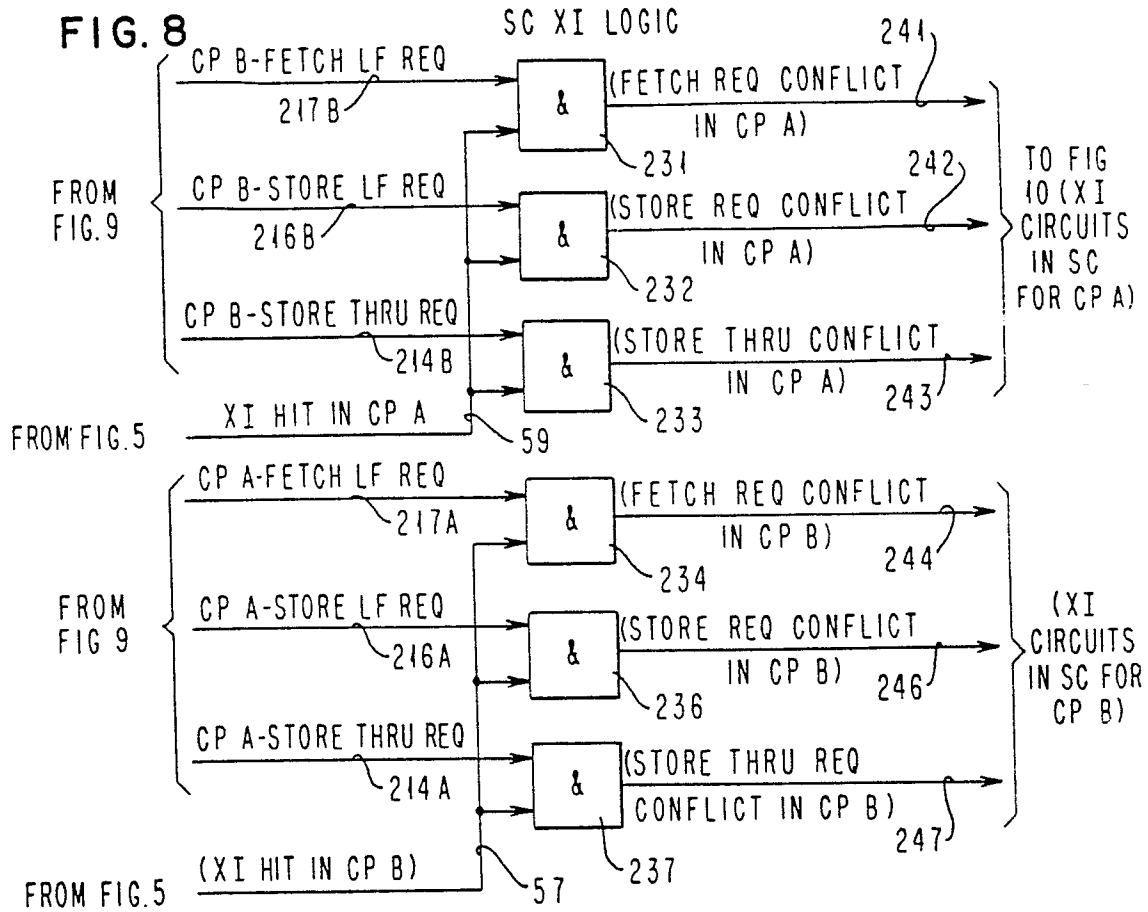 FIG. 8
SC XI LOGIC
CP B-FETCH LF REQ
217B
&
231
(FETCH REQ CONFLICT
IN CP A)
241
FROM
FIG. 9
CP B-STORE LF REQ
216B
&
232
(STORE REQ CONFLICT
IN CP A)
242
TO FIG
10 (XI
CIRCUITS
IN SC
FOR CP A)
CP B-STORE THRU REQ
214B
&
233
(STORE THRU CONFLICT
IN CP A)
243
FROM FIG. 5
XI HIT IN CP A
59
CP A-FETCH LF REQ
217A
&
234
(FETCH REQ CONFLICT
IN CP B)
244
FROM
FIG 9
CP A-STORE LF REQ
216A
&
236
(STORE REQ CONFLICT
IN CP B)
246
(XI
CIRCUITS
IN SC FOR
CP B)
CP A-STORE THRU REQ
214A
&
237
(STORE THRU REQ
CONFLICT IN CP B)
247
FROM FIG. 5
(XI HIT IN CP B)
57